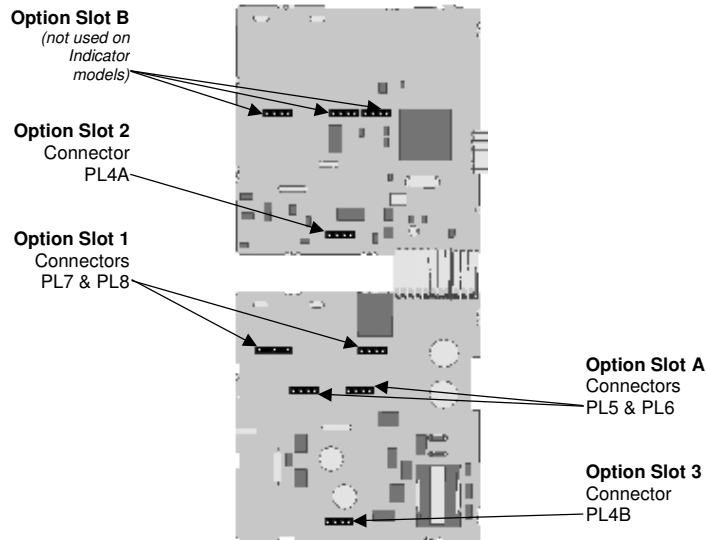 Option Slot B
(not used on
Indicator
models)
Option Slot 2
Connector
PL4A
Option Slot 1
Connectors
PL7 & PL8
Option Slot A
Connectors
PL5 & PL6
Option Slot 3
Connector
PL4B